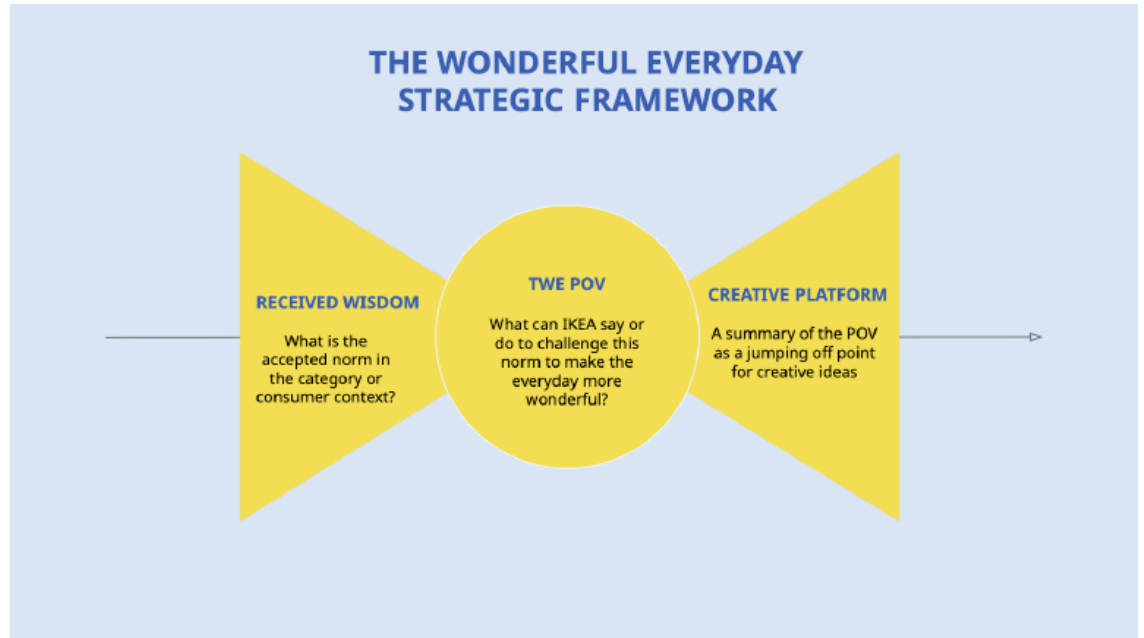 THE WONDERFUL EVERYDAY
STRATEGIC FRAMEWORK
RECEIVED WISDOM
What is the
accepted norm in
the category or
consumer context?
TWE POV
What can IKEA say or
do to challenge this
norm to make the
everyday more
wonderful?
CREATIVE PLATFORM
A summary of the POV
as a jumping off point
for creative ideas